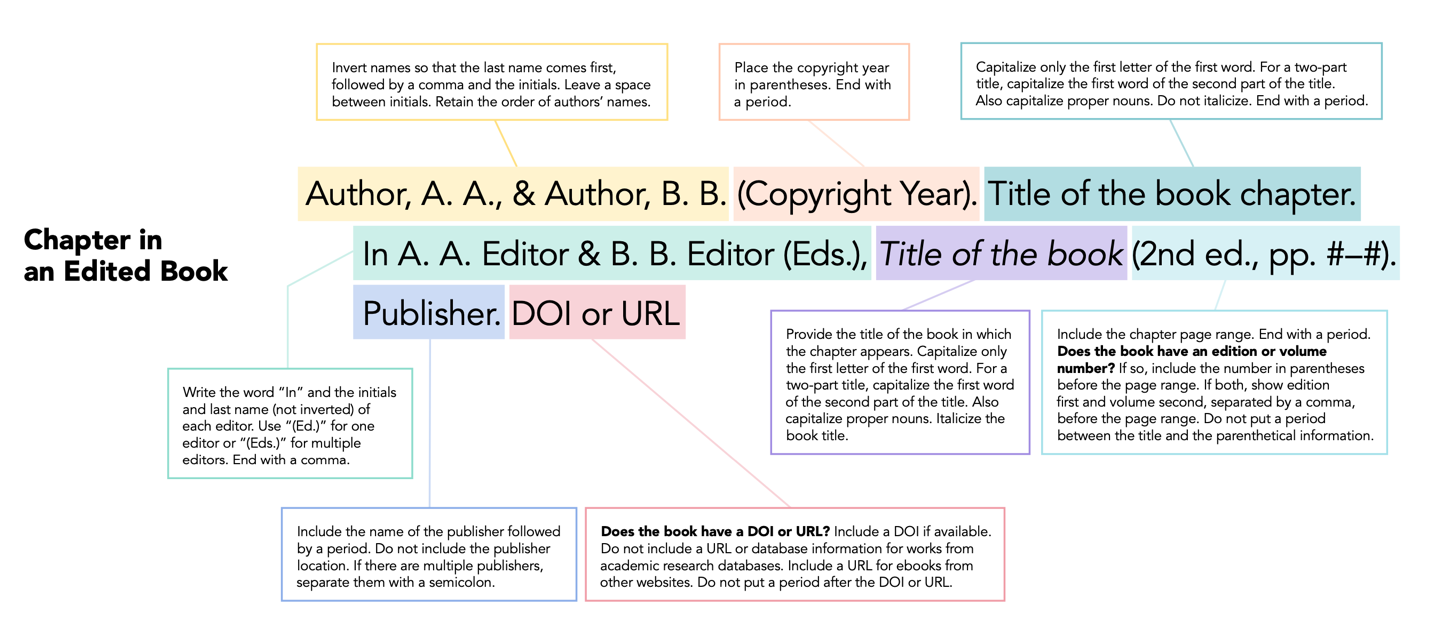 Invert names so that the last name comes first,
followed by a comma and the initials. Leave a space
between initials. Retain the order of authors’ names.
Place the copyright year
in parentheses. End with
a period.
Capitalize only the first letter of the first word. For a two-part
title, capitalize the first word of the second part of the title.
Also capitalize proper nouns. Do not italicize. End with a period.
Chapter in
an Edited Book
Author, A. A., & Author, B. B. (Copyright Year). Title of the book chapter.
In A. A. Editor & B. B. Editor (Eds.), Title of the book (2nd ed., pp. #–#).
Publisher. DOI or URL
Write the word “In” and the initials
and last name (not inverted) of
each editor. Use “(Ed.)” for one
editor or “(Eds.)” for multiple
editors. End with a comma.
Provide the title of the book in which
the chapter appears. Capitalize only
the first letter of the first word. For a
two-part title, capitalize the first word
of the second part of the title. Also
capitalize proper nouns. Italicize the
book title.
Include the chapter page range. End with a period.
Does the book have an edition or volume
number? If so, include the number in parentheses
before the page range. If both, show edition
first and volume second, separated by a comma,
before the page range. Do not put a period
between the title and the parenthetical information.
Include the name of the publisher followed
by a period. Do not include the publisher
location. If there are multiple publishers,
separate them with a semicolon.
Does the book have a DOI or URL? Include a DOI if available.
Do not include a URL or database information for works from
academic research databases. Include a URL for ebooks from
other websites. Do not put a period after the DOI or URL.